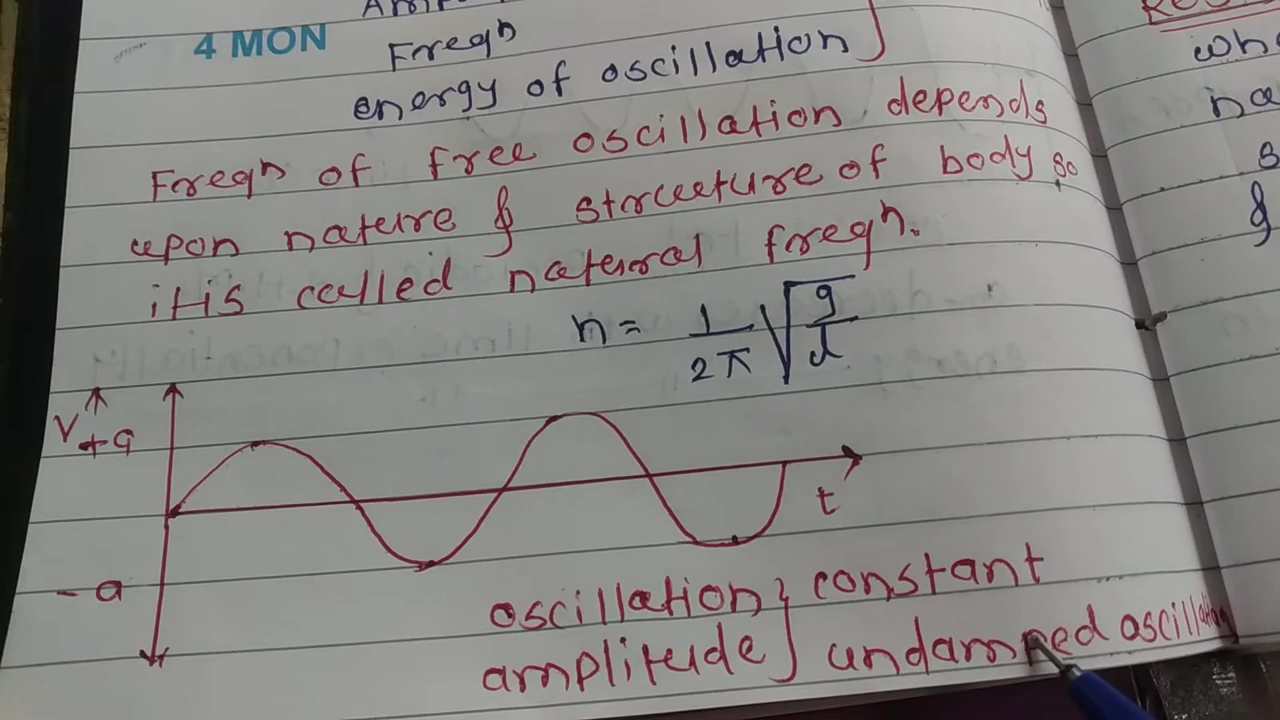 4 MON
Freqn
energy of oscillation
Freqn of free oscillation depends
upon nature & structure of body so
it is called natural freqn.
n = 1/2π √g/l
V
+a
t
-a
oscillation } constant
amplitude } undamped oscillation
na
&